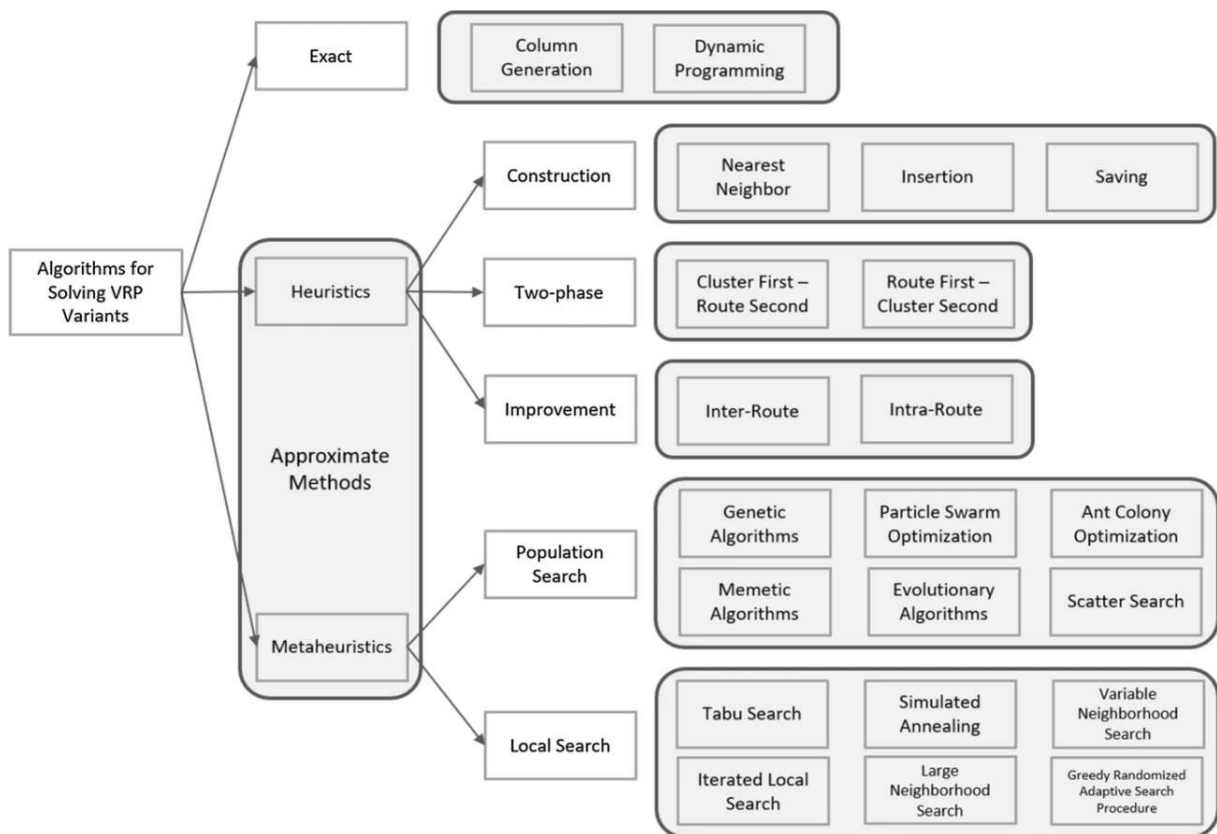 Exact
Column
Generation
Dynamic
Programming
Construction
Nearest
Neighbor
Insertion
Saving
Algorithms for
Solving VRP
Variants
Heuristics
Two-phase
Cluster First –
Route Second
Route First –
Cluster Second
Improvement
Inter-Route
Intra-Route
Approximate
Methods
Population
Search
Genetic
Algorithms
Particle Swarm
Optimization
Ant Colony
Optimization
Memetic
Algorithms
Evolutionary
Algorithms
Scatter Search
Metaheuristics
Local Search
Tabu Search
Simulated
Annealing
Variable
Neighborhood
Search
Iterated Local
Search
Large
Neighborhood
Search
Greedy Randomized
Adaptive Search
Procedure